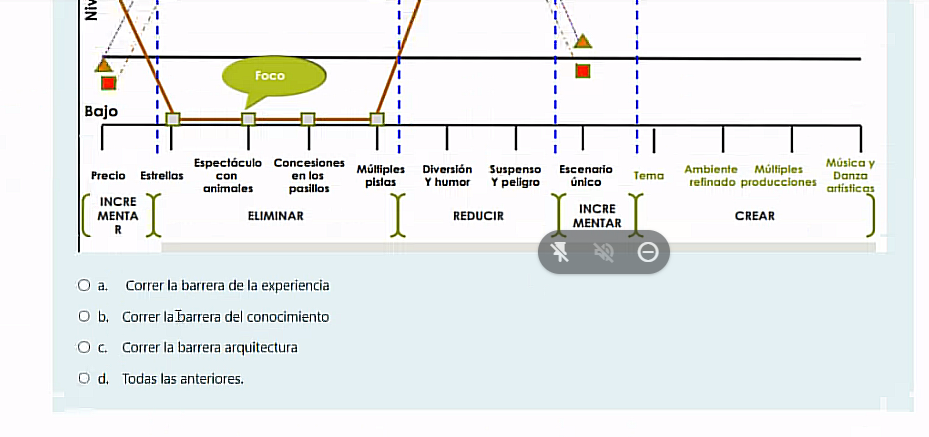 Niv
Foco
Bajo
Precio
Estrellas
Espectáculo
con
animales
Concesiones
en los
pasillos
Múltiples
pistas
Diversión
Y humor
Suspenso
Y peligro
Escenario
único
Tema
Ambiente
refinado
Múltiples
producciones
Música y
Danza
artísticas
INCRE
MENTA
R
ELIMINAR
REDUCIR
INCRE
MENTAR
CREAR
a. Correr la barrera de la experiencia
b. Correr la barrera del conocimiento
c. Correr la barrera arquitectura
d. Todas las anteriores.